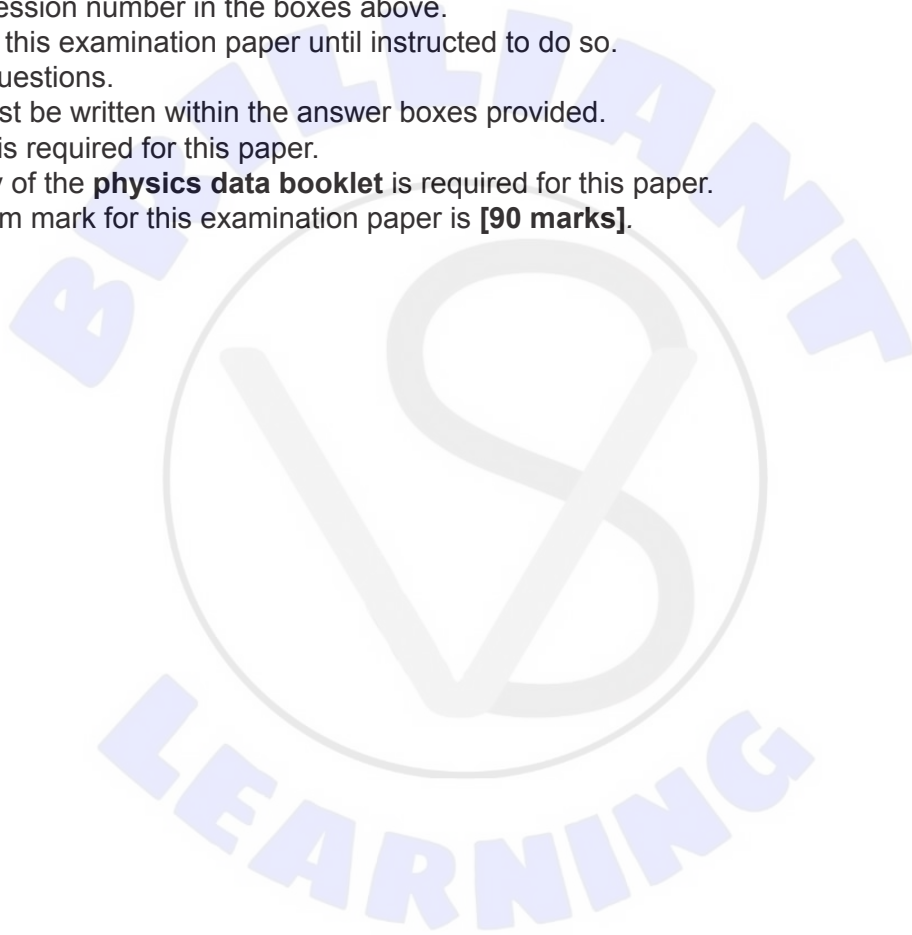 ession number in the boxes above.
this examination paper until instructed to do so.
uestions.
st be written within the answer boxes provided.
is required for this paper.
y of the physics data booklet is required for this paper.
m mark for this examination paper is [90 marks].
BRILLIANT
VS
LEARNING